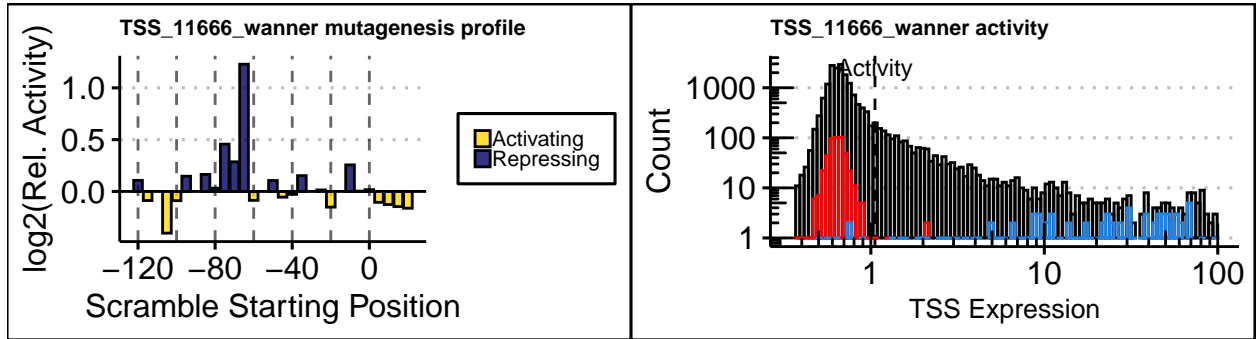 TSS_11666_wanner mutagenesis profile
log2(Rel. Activity)
1.0
0.5
0.0
−120
−80
−40
0
Scramble Starting Position
Activating
Repressing
TSS_11666_wanner activity
Activity
Count
1000
100
10
1
1
10
100
TSS Expression